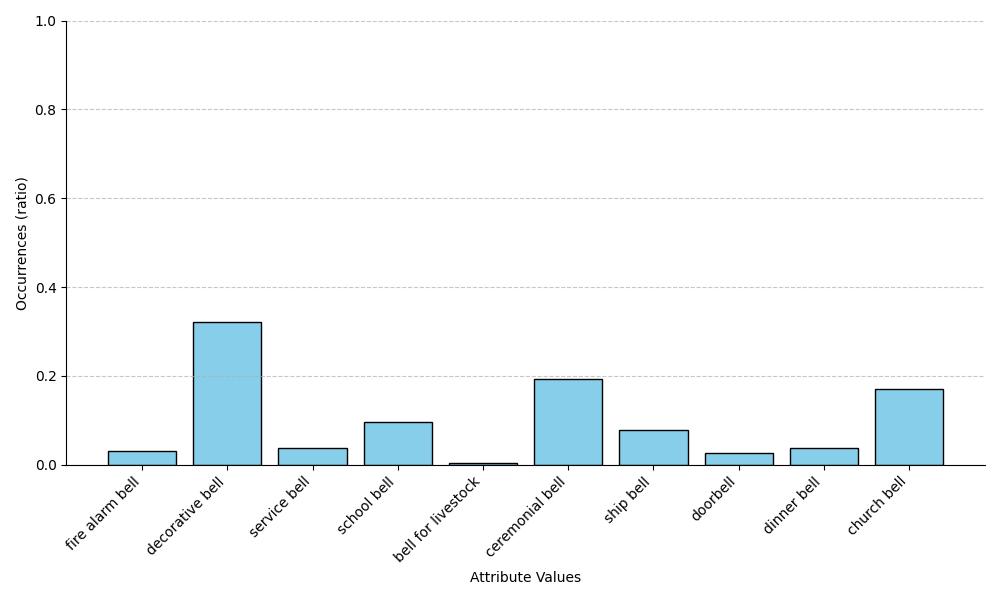 1.0
0.8
0.6
0.4
0.2
0.0
Occurrences (ratio)
fire alarm bell
decorative bell
service bell
school bell
bell for livestock
ceremonial bell
ship bell
doorbell
dinner bell
church bell
Attribute Values